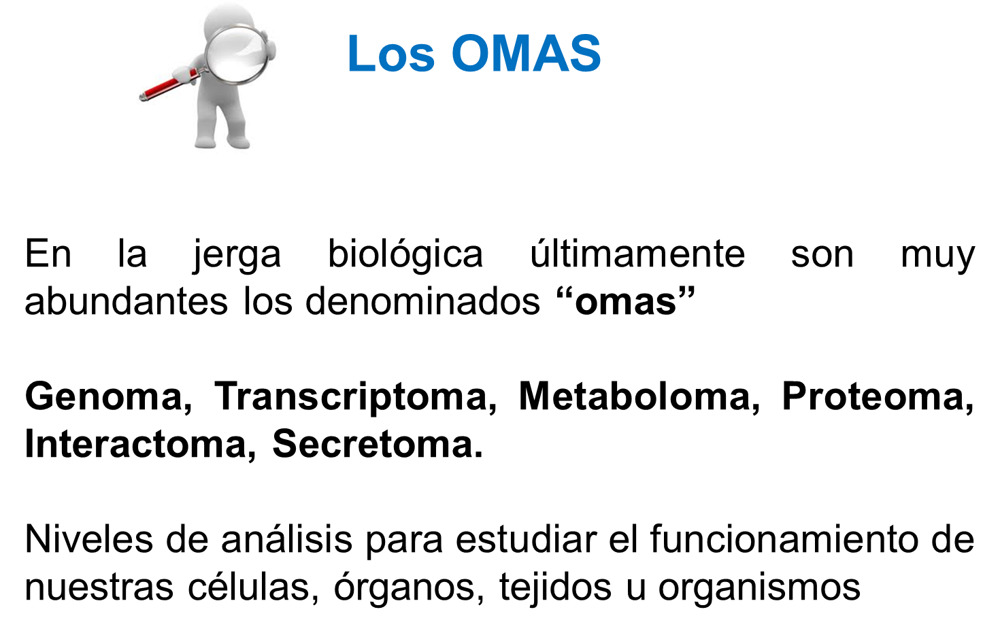 Los OMAS
En la jerga biológica últimamente son muy
abundantes los denominados “omas”
Genoma, Transcriptoma, Metaboloma, Proteoma,
Interactoma, Secretoma.
Niveles de análisis para estudiar el funcionamiento de
nuestras células, órganos, tejidos u organismos